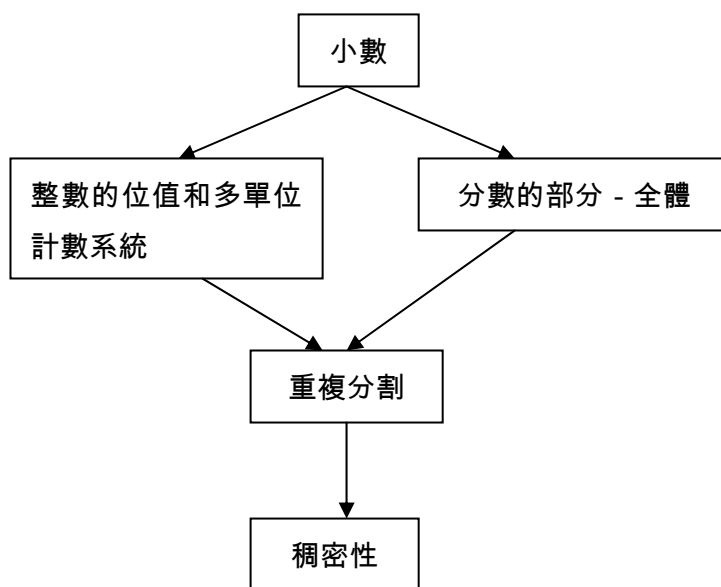 小數
整數的位值和多單位
計數系統
分數的部分－全體
重複分割
稠密性